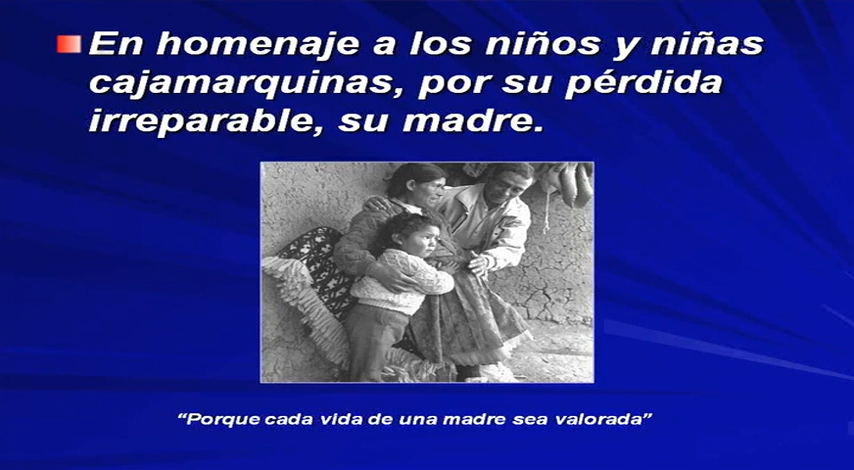 En homenaje a los niños y niñas
cajamarquinas, por su pérdida
irreparable, su madre.
“Porque cada vida de una madre sea valorada”